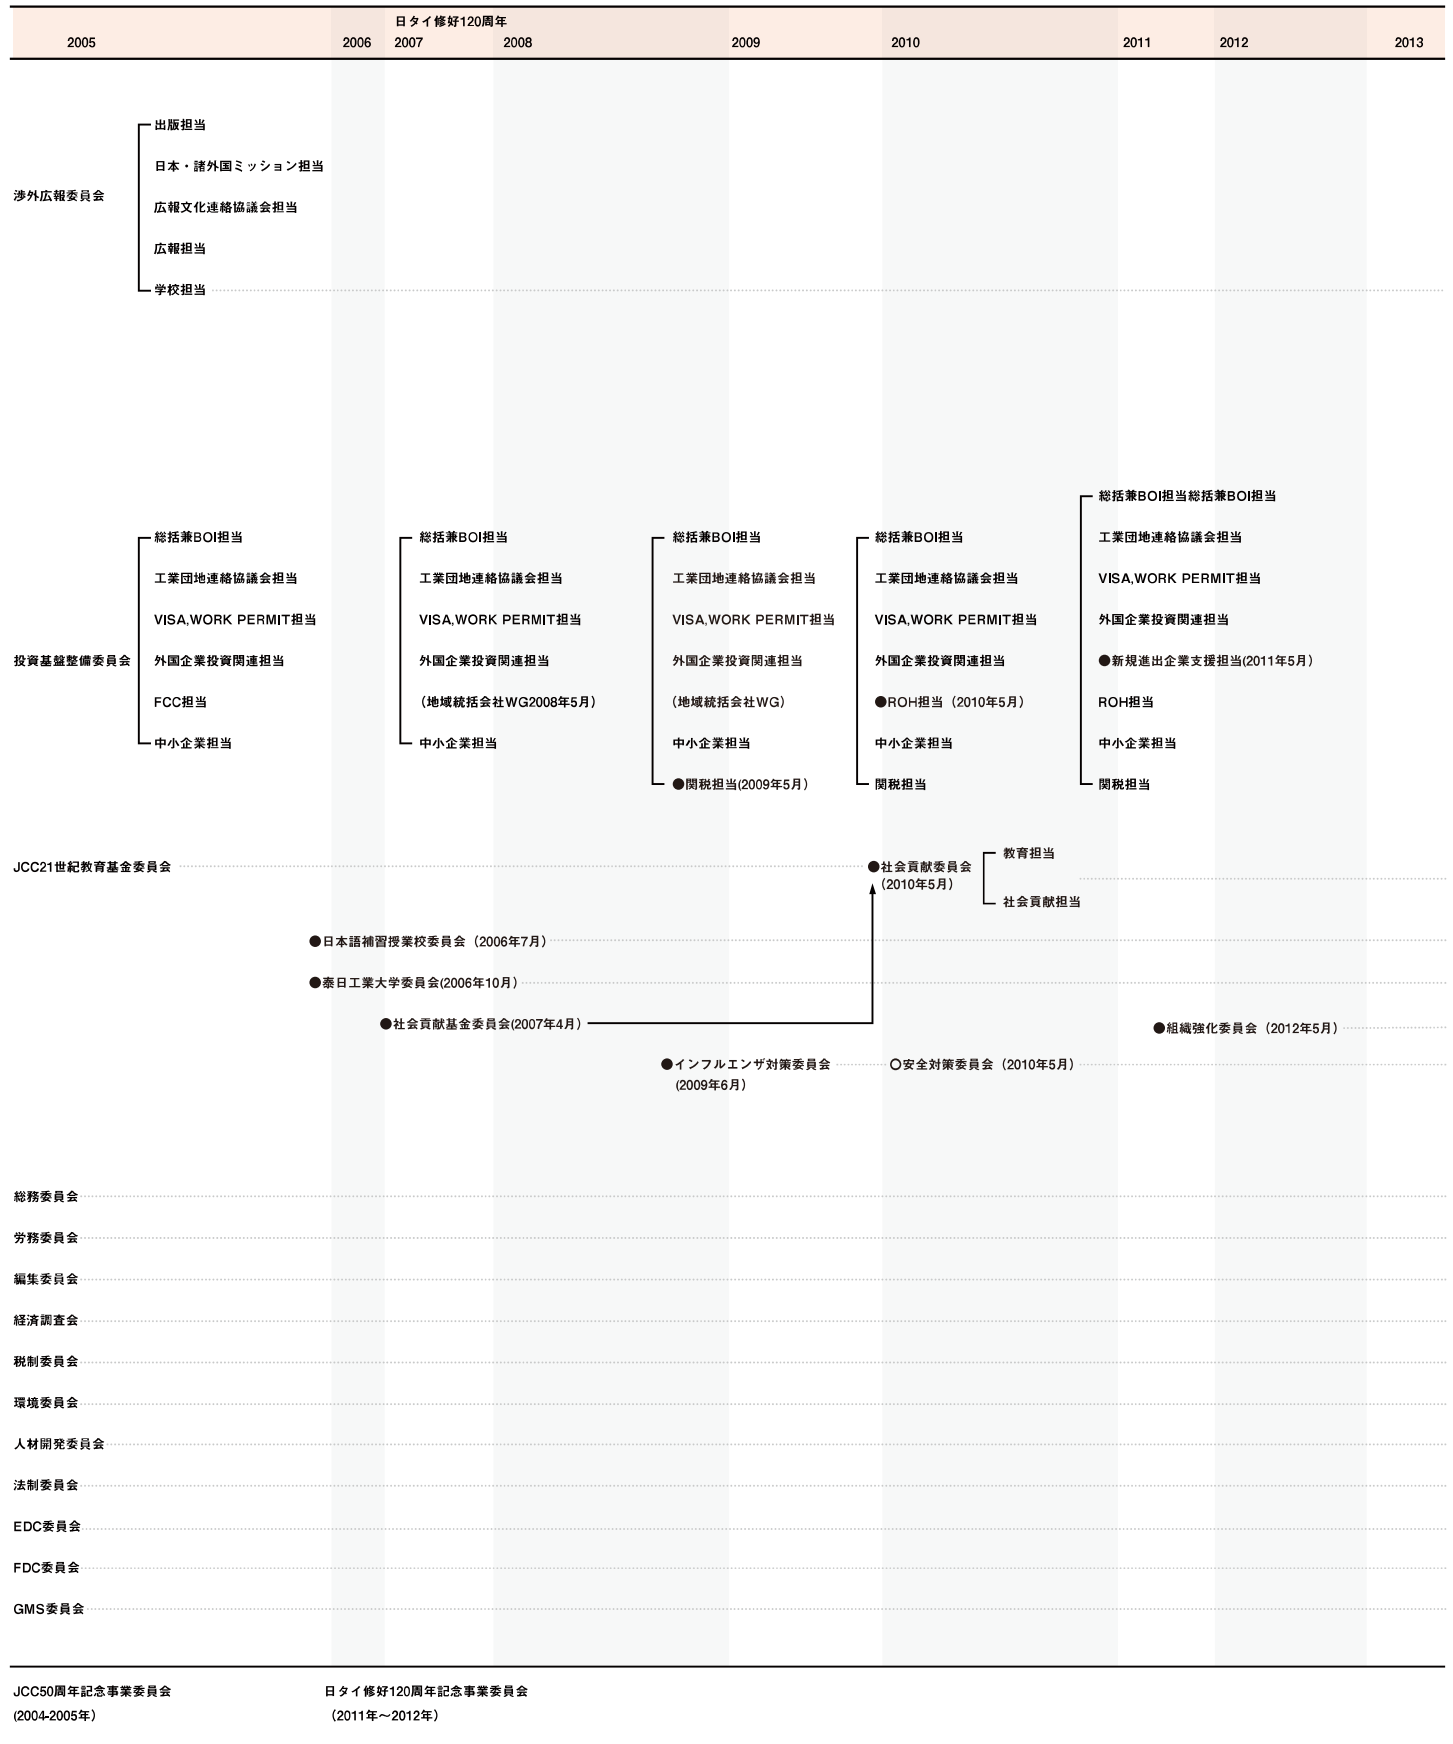 日タイ修好120周年
2005 2006 2007 2008 2009 2010 2011 2012 2013
渉外広報委員会
出版担当
日本・諸外国ミッション担当
広報文化連絡協議会担当
広報担当
学校担当
投資基盤整備委員会
総括兼BOI担当
工業団地連絡協議会担当
VISA,WORK PERMIT担当
外国企業投資関連担当
FCC担当
中小企業担当
総括兼BOI担当
工業団地連絡協議会担当
VISA,WORK PERMIT担当
外国企業投資関連担当
（地域統括会社WG2008年5月）
中小企業担当
総括兼BOI担当
工業団地連絡協議会担当
VISA,WORK PERMIT担当
外国企業投資関連担当
（地域統括会社WG）
中小企業担当
●関税担当(2009年5月）
総括兼BOI担当
工業団地連絡協議会担当
VISA,WORK PERMIT担当
外国企業投資関連担当
●ROH担当（2010年5月）
中小企業担当
関税担当
総括兼BOI担当総括兼BOI担当
工業団地連絡協議会担当
VISA,WORK PERMIT担当
外国企業投資関連担当
●新規進出企業支援担当(2011年5月）
ROH担当
中小企業担当
関税担当
JCC21世紀教育基金委員会
●社会貢献委員会
（2010年5月）
教育担当
社会貢献担当
●日本語補習授業校委員会（2006年7月）
●泰日工業大学委員会(2006年10月）
●社会貢献基金委員会(2007年4月）
●組織強化委員会（2012年5月）
●インフルエンザ対策委員会
(2009年6月）
○安全対策委員会（2010年5月）
総務委員会
労務委員会
編集委員会
経済調査会
税制委員会
環境委員会
人材開発委員会
法制委員会
EDC委員会
FDC委員会
GMS委員会
JCC50周年記念事業委員会
(2004-2005年）
日タイ修好120周年記念事業委員会
（2011年〜2012年）